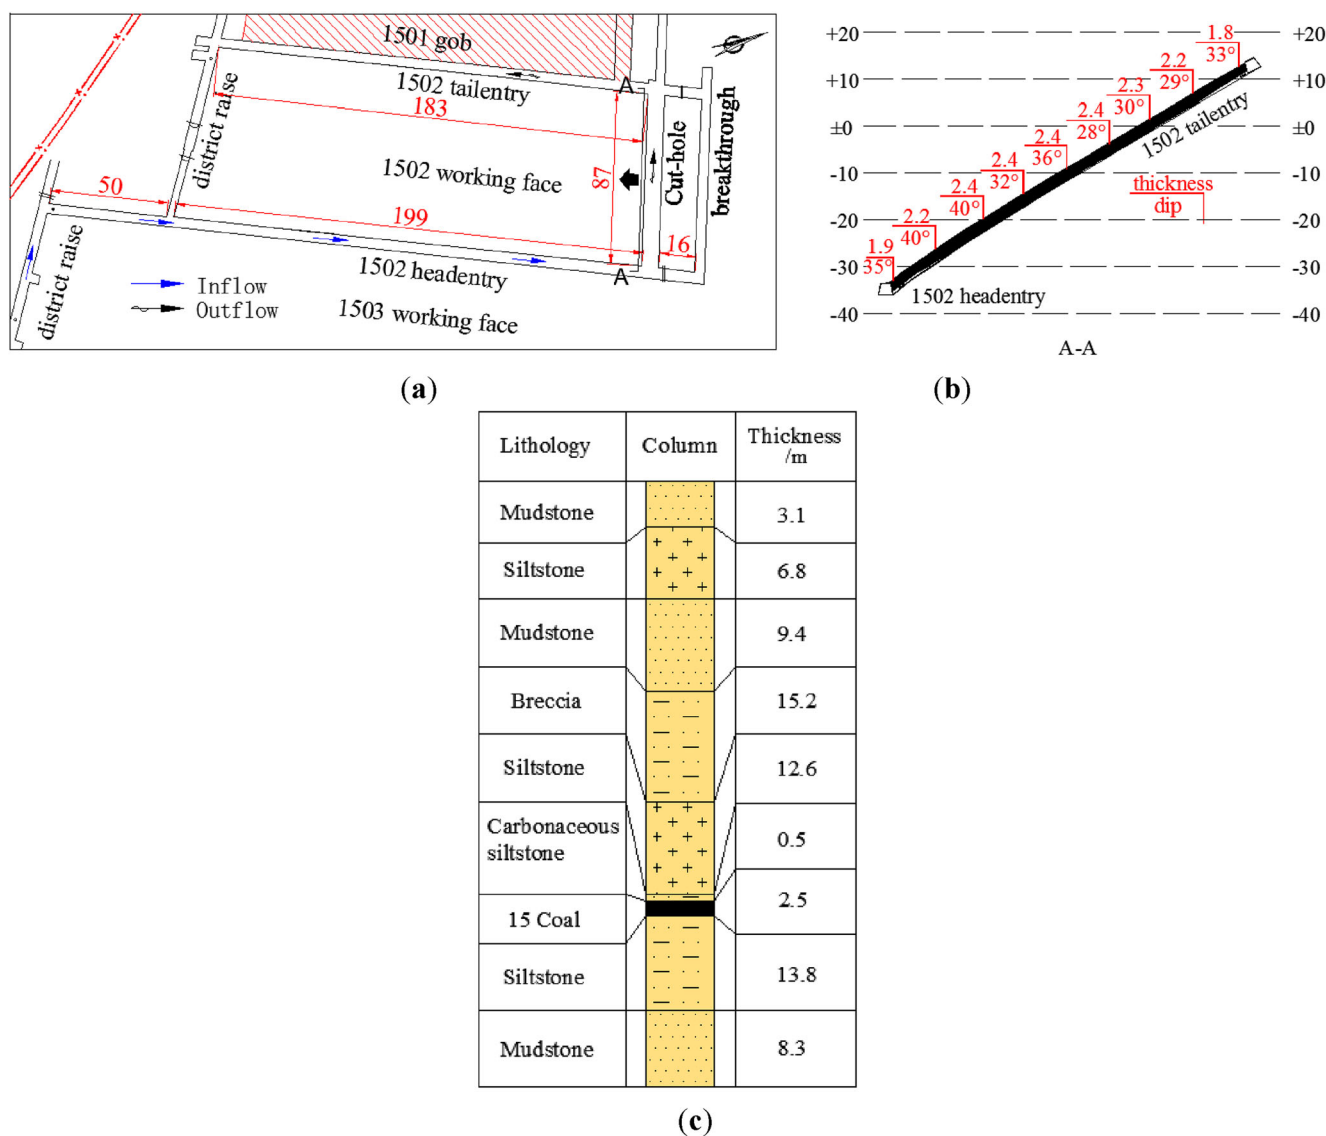 1501 gob
1502 tailentry
A
183
district raise
1502 working face
87
Cut-hole
breakthrough
50
199
16
1502 headentry
A
district raise
Inflow
Outflow
1503 working face
(a)
+20
+10
±0
-10
-20
-30
-40
+20
+10
±0
-10
-20
-30
-40
1.8
33°
2.2
29°
2.3
30°
2.4
28°
2.4
36°
2.4
32°
2.4
40°
2.2
40°
1.9
35°
1502 tailentry
thickness
dip
1502 headentry
A-A
(b)
Lithology
Column
Thickness
/m
Mudstone
3.1
Siltstone
6.8
Mudstone
9.4
Breccia
15.2
Siltstone
12.6
Carbonaceous
siltstone
0.5
15 Coal
2.5
Siltstone
13.8
Mudstone
8.3
(c)